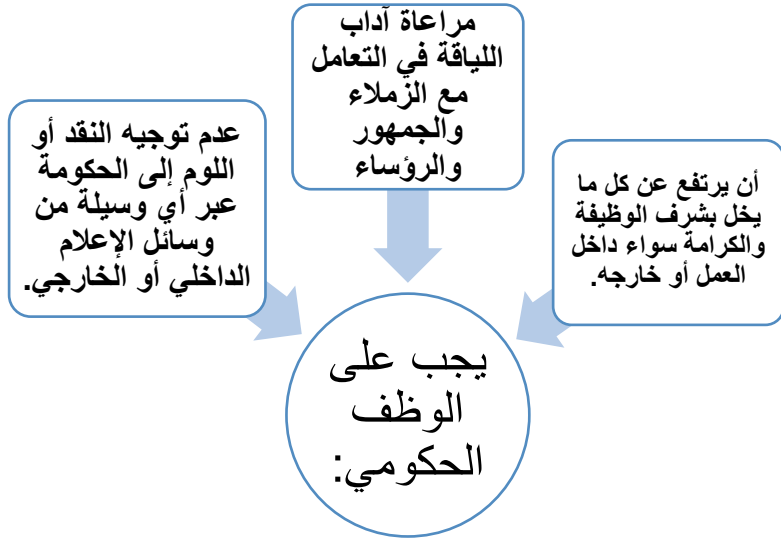 أن يرتفع عن كل ما
يخل بشرف الوظيفة
والكرامة سواء داخل
العمل أو خارجه.
مراعاة آداب
اللياقة في التعامل
مع الزملاء
والجمهور
والرؤساء
عدم توجيه النقد أو
اللوم إلى الحكومة
عبر أي وسيلة من
وسائل الإعلام
الداخلي أو الخارجي.
يجب على
الوظف
الحكومي: